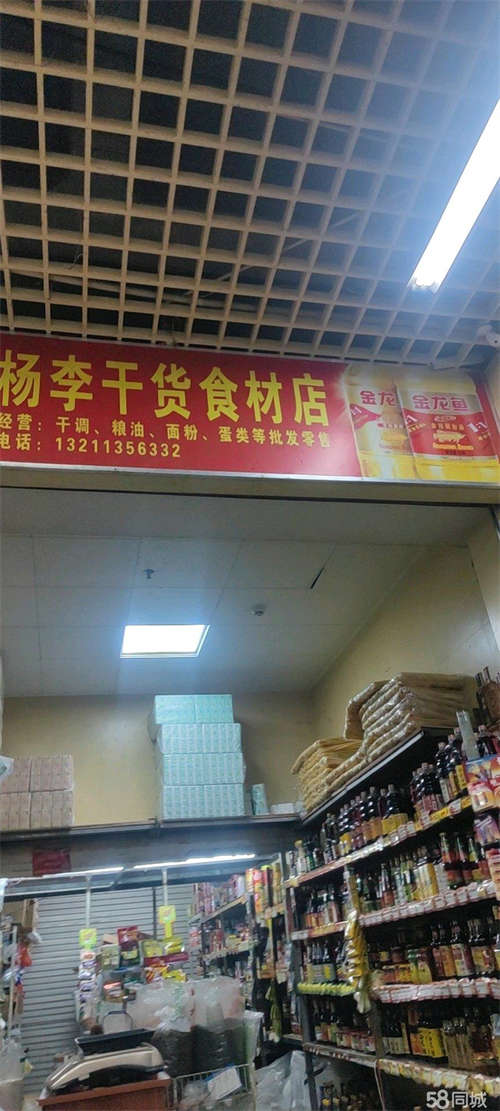 杨李干货食材店
经营：干调、粮油、面粉、蛋类等批发零售
电话：13211356332
金龙鱼
金龙鱼
58同城